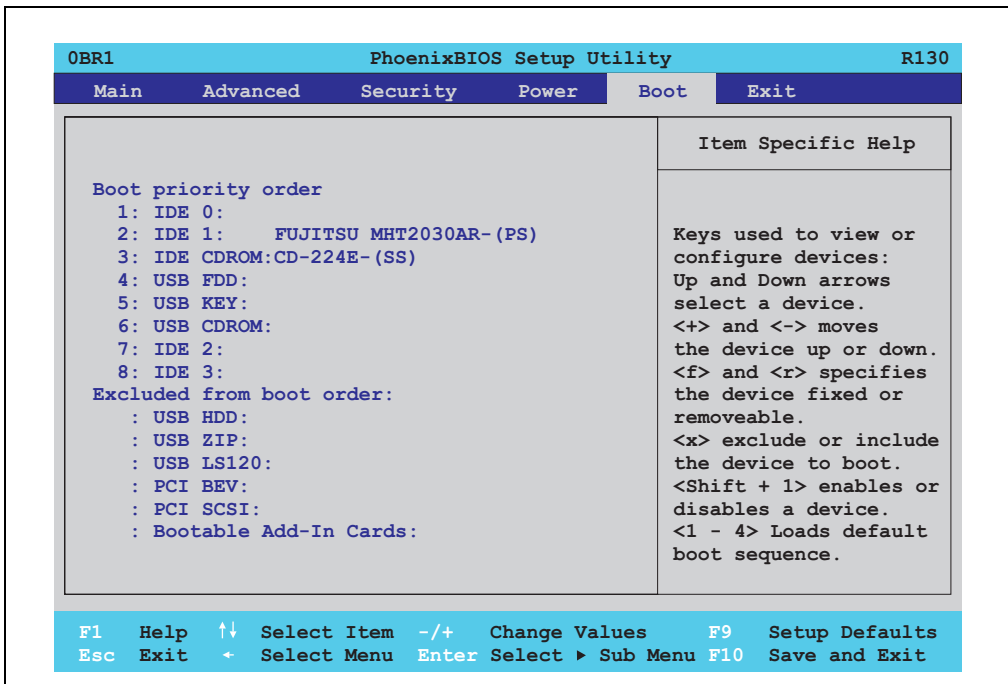 0BR1 PhoenixBIOS Setup Utility R130
Main Advanced Security Power Boot Exit
Item Specific Help
Boot priority order
1: IDE 0:
2: IDE 1: FUJITSU MHT2030AR-(PS)
3: IDE CDROM:CD-224E-(SS)
4: USB FDD:
5: USB KEY:
6: USB CDROM:
7: IDE 2:
8: IDE 3:
Excluded from boot order:
: USB HDD:
: USB ZIP:
: USB LS120:
: PCI BEV:
: PCI SCSI:
: Bootable Add-In Cards:
Keys used to view or
configure devices:
Up and Down arrows
select a device.
<+> and <-> moves
the device up or down.
<f> and <r> specifies
the device fixed or
removeable.
<x> exclude or include
the device to boot.
<Shift + 1> enables or
disables a device.
<1 - 4> Loads default
boot sequence.
F1 Help ↑↓ Select Item -/+ Change Values F9 Setup Defaults
Esc Exit ← Select Menu Enter Select ▶ Sub Menu F10 Save and Exit